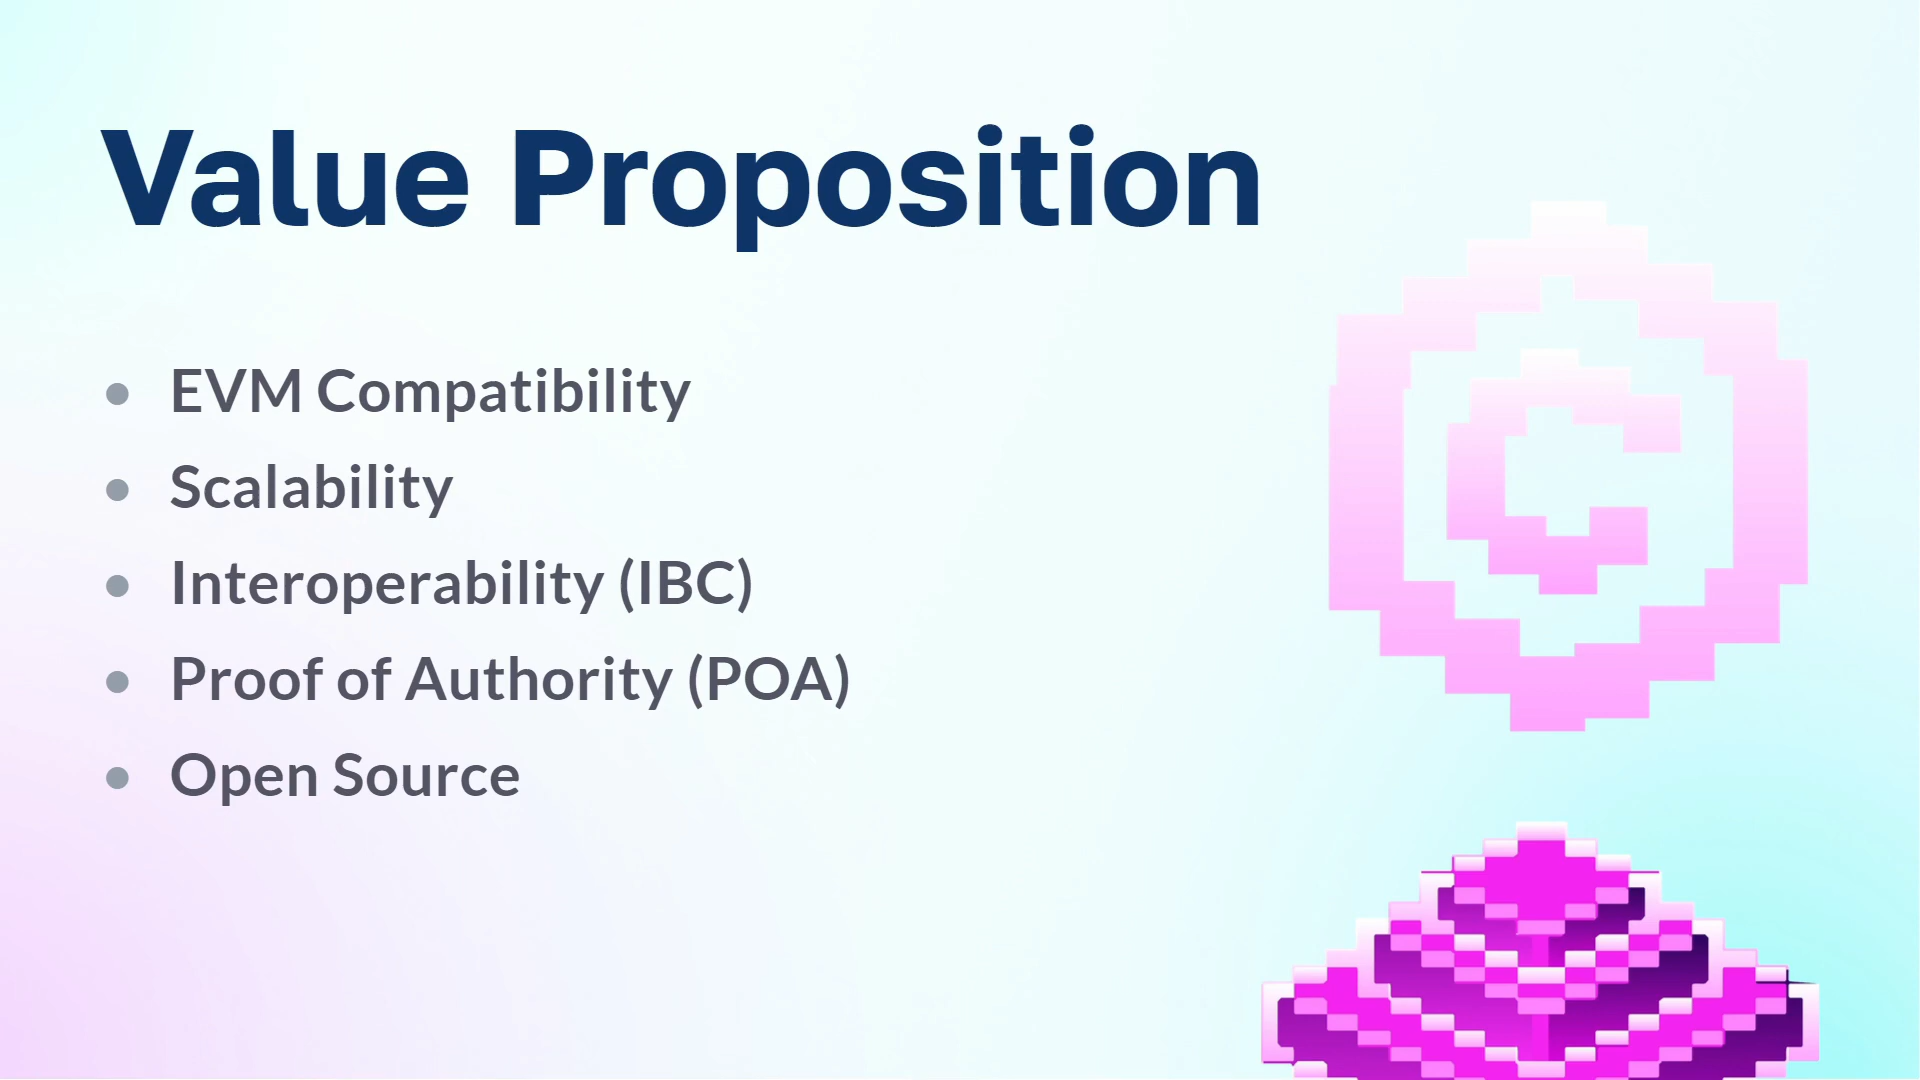 Value Proposition
• EVM Compatibility
• Scalability
• Interoperability (IBC)
• Proof of Authority (POA)
• Open Source
C